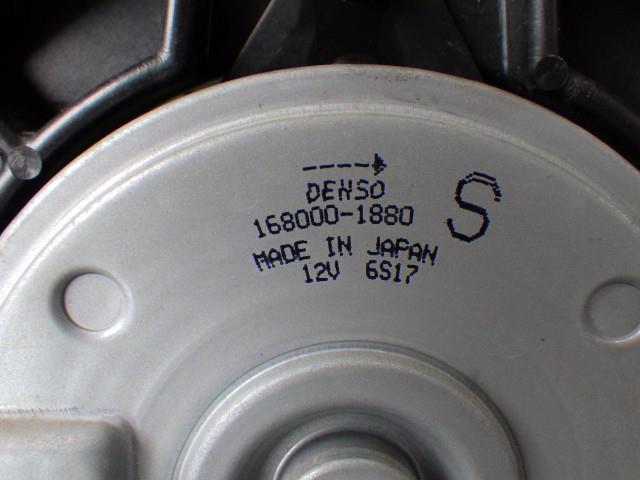 DENSO
168000-1880
S
MADE IN JAPAN
12V 6S17